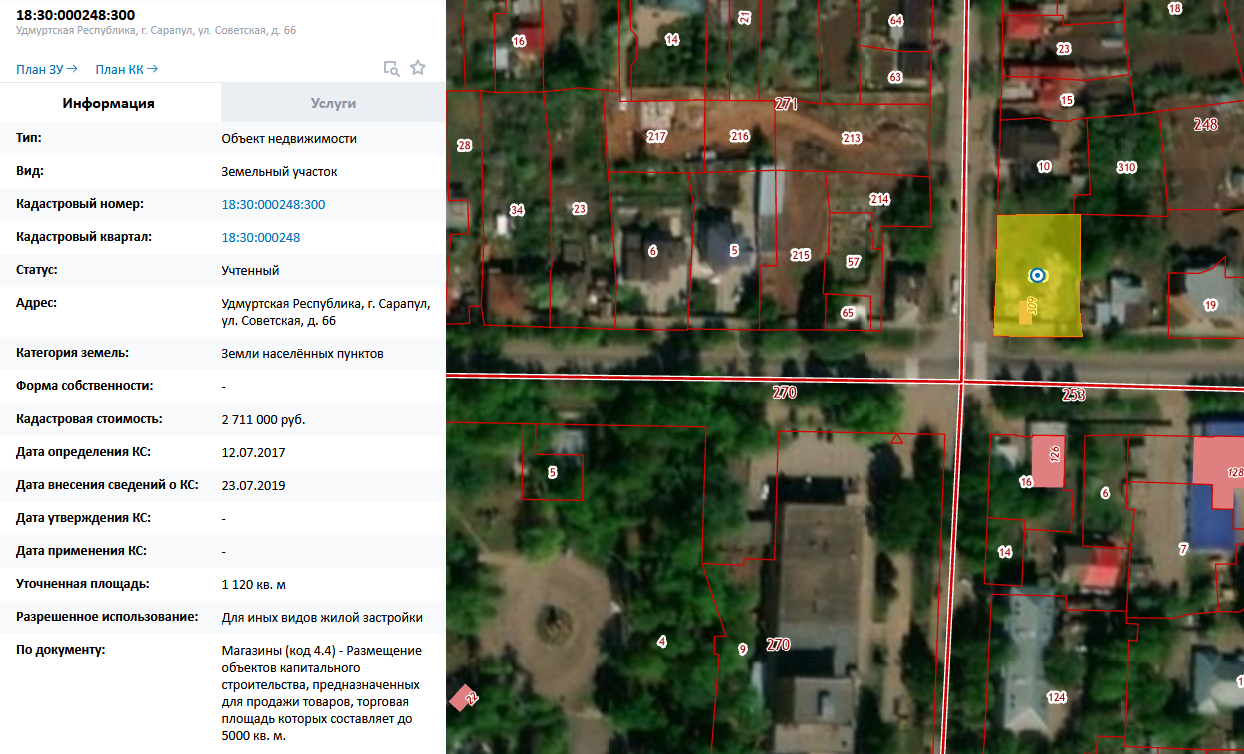 18:30:000248:300
Удмуртская Республика, г. Сарапул, ул. Советская, д. 66
План ЗУ→ План КК→
Информация Услуги
Тип: Объект недвижимости
Вид: Земельный участок
Кадастровый номер: 18:30:000248:300
Кадастровый квартал: 18:30:000248
Статус: Учтенный
Адрес: Удмуртская Республика, г. Сарапул,
ул. Советская, д. 66
Категория земель: Земли населённых пунктов
Форма собственности: -
Кадастровая стоимость: 2 711 000 руб.
Дата определения КС: 12.07.2017
Дата внесения сведений о КС: 23.07.2019
Дата утверждения КС: -
Дата применения КС: -
Уточненная площадь: 1 120 кв. м
Разрешенное использование: Для иных видов жилой застройки
По документу: Магазины (код 4.4) - Размещение
объектов капитального
строительства, предназначенных
для продажи товаров, торговая
площадь которых составляет до
5000 кв. м.
16
14
21
64
63
18
23
15
271
248
28
217
216
213
10
310
34
23
214
6
5
215
57
65
309
19
270
253
5
126
16
6
128
14
7
4
9
270
22
124